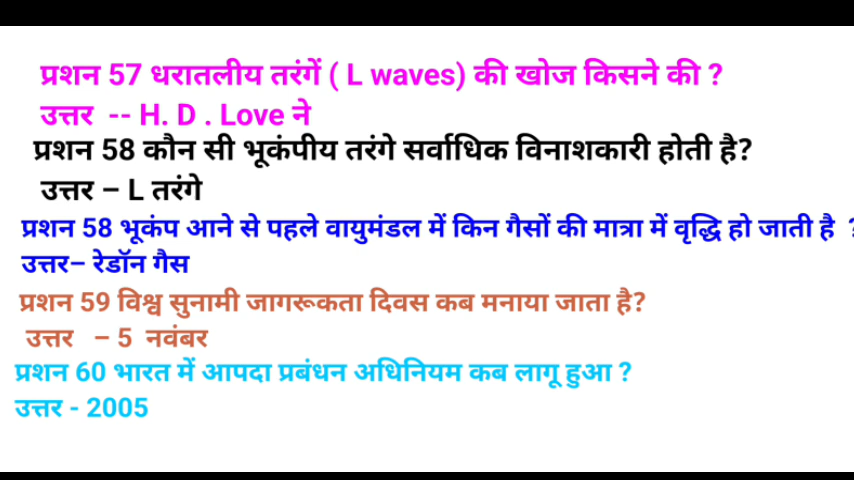 प्रशन 57 धरातलीय तरंगें ( L waves) की खोज किसने की ?
उत्तर -- H. D . Love ने
प्रशन 58 कौन सी भूकंपीय तरंगे सर्वाधिक विनाशकारी होती है?
उत्तर – L तरंगे
प्रशन 58 भूकंप आने से पहले वायुमंडल में किन गैसों की मात्रा में वृद्धि हो जाती है ?
उत्तर– रेडॉन गैस
प्रशन 59 विश्व सुनामी जागरूकता दिवस कब मनाया जाता है?
उत्तर – 5 नवंबर
प्रशन 60 भारत में आपदा प्रबंधन अधिनियम कब लागू हुआ ?
उत्तर - 2005